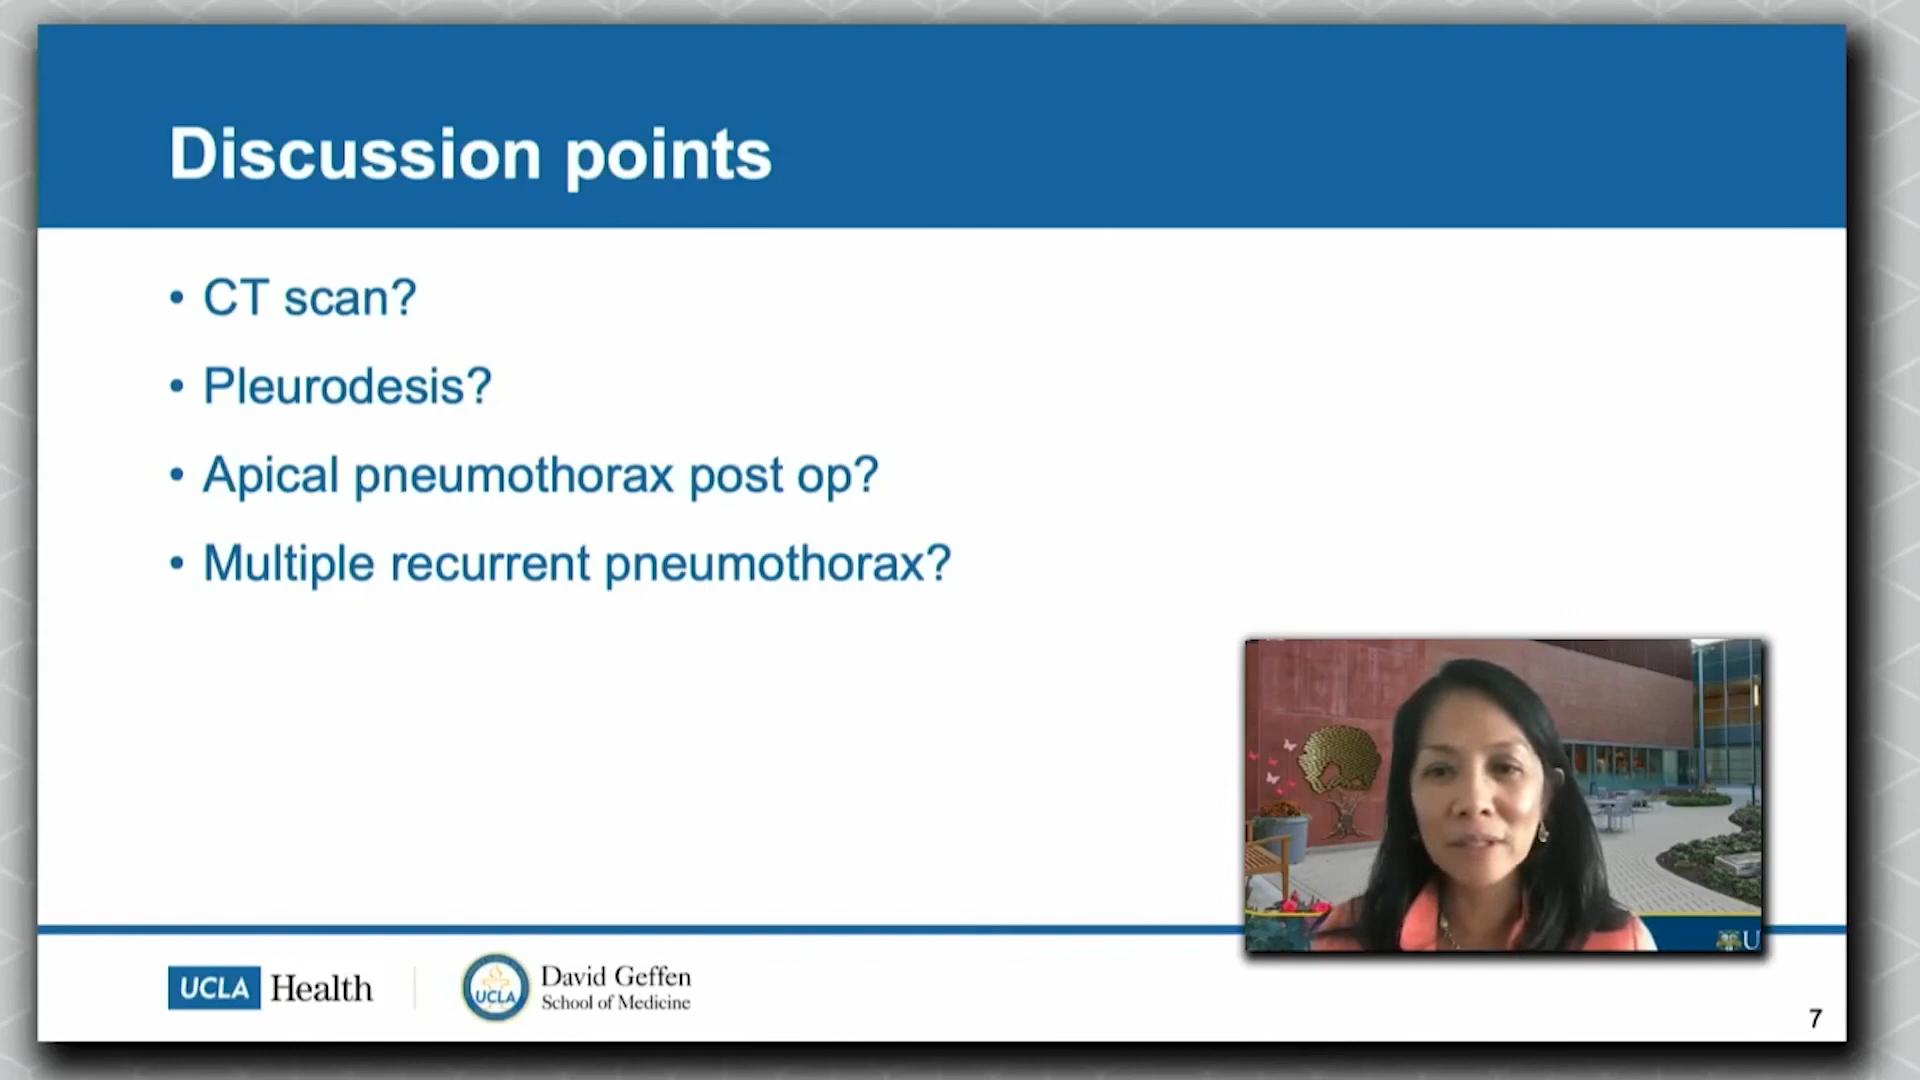 Discussion points
• CT scan?
• Pleurodesis?
• Apical pneumothorax post op?
• Multiple recurrent pneumothorax?
U
UCLA Health
UCLA
David Geffen
School of Medicine
7